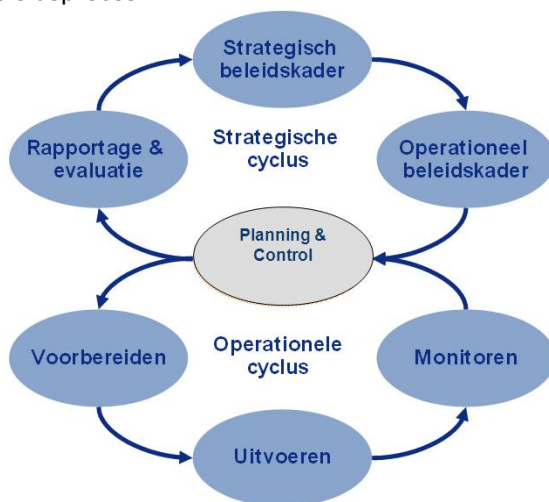 Strategisch
beleidskader
Strategische
cyclus
Rapportage &
evaluatie
Operationeel
beleidskader
Planning &
Control
Voorbereiden
Operationele
cyclus
Monitoren
Uitvoeren